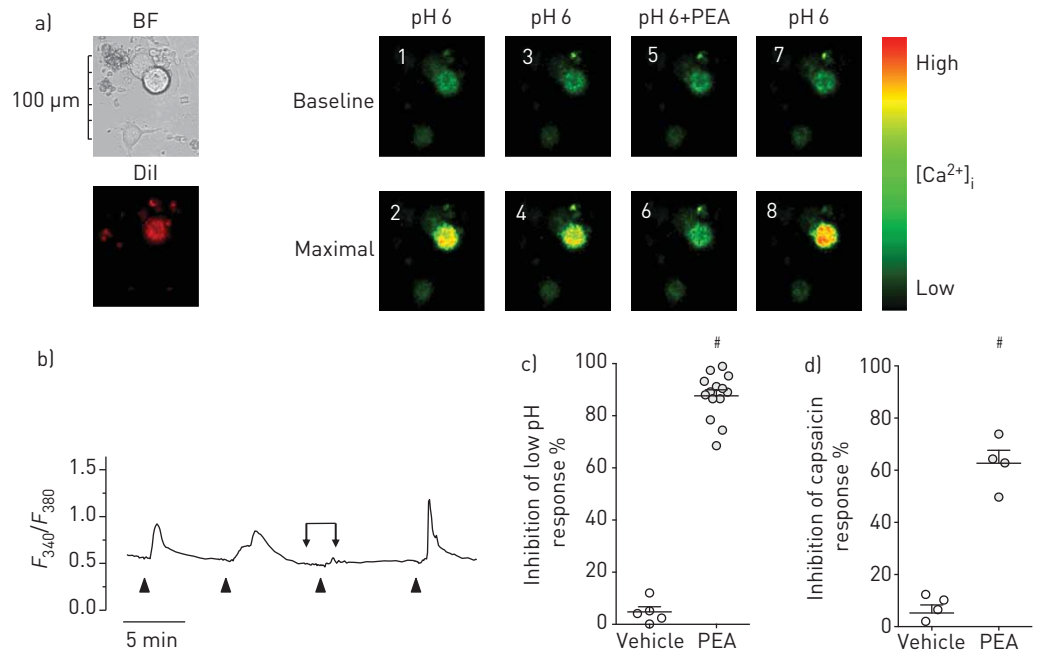 a)
BF
100 µm
DiI
pH 6
pH 6
pH 6+PEA
pH 6
Baseline
1
3
5
7
Maximal
2
4
6
8
High
[Ca²⁺]ᵢ
Low
b)
F₃₄₀/F₃₈₀
1.5
1.0
0.5
0.0
5 min
c)
Inhibition of low pH
response %
100
80
60
40
20
0
#
Vehicle
PEA
d)
Inhibition of capsaicin
response %
100
80
60
40
20
0
#
Vehicle
PEA